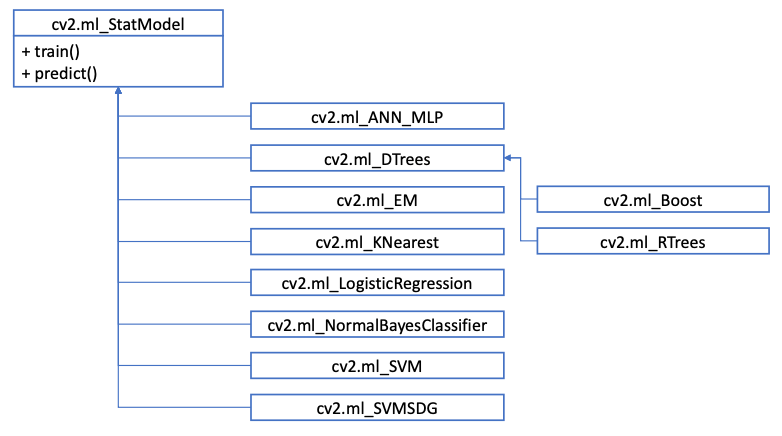 cv2.ml_StatModel
+ train()
+ predict()
cv2.ml_ANN_MLP
cv2.ml_DTrees
cv2.ml_EM
cv2.ml_Boost
cv2.ml_KNearest
cv2.ml_RTrees
cv2.ml_LogisticRegression
cv2.ml_NormalBayesClassifier
cv2.ml_SVM
cv2.ml_SVMSDG